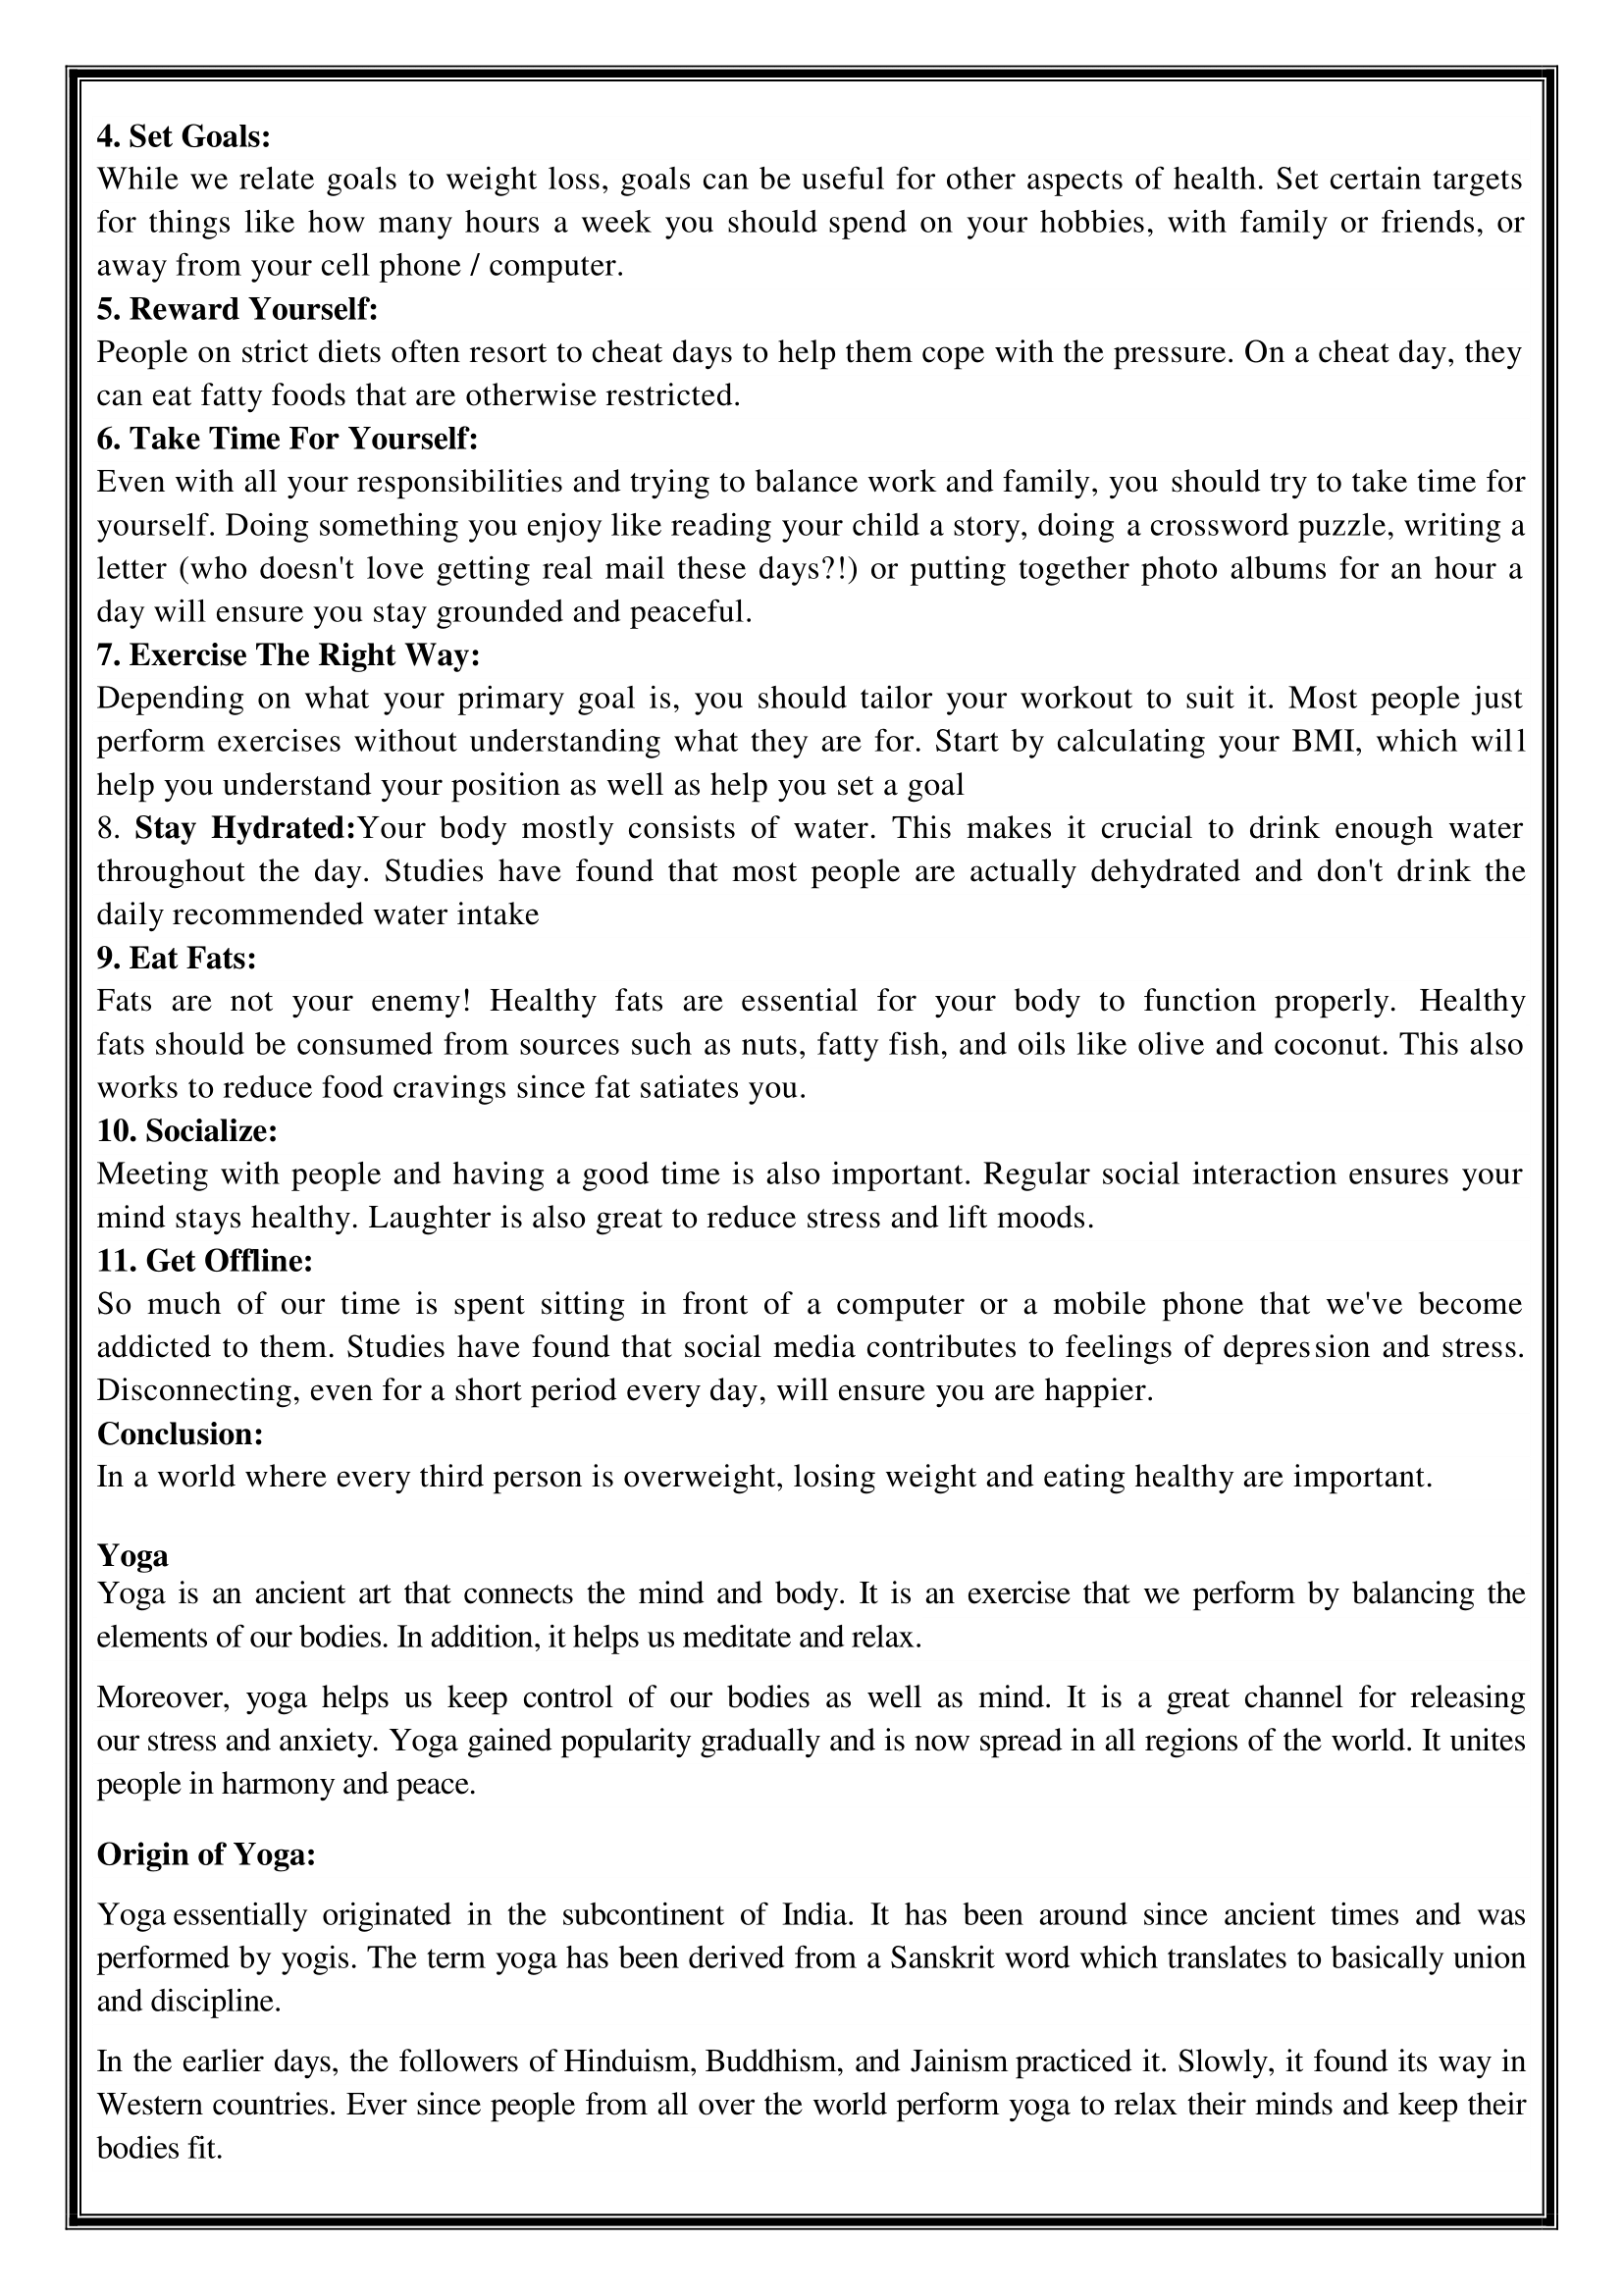 4. Set Goals:
While we relate goals to weight loss, goals can be useful for other aspects of health. Set certain targets
for things like how many hours a week you should spend on your hobbies, with family or friends, or
away from your cell phone / computer.
5. Reward Yourself:
People on strict diets often resort to cheat days to help them cope with the pressure. On a cheat day, they
can eat fatty foods that are otherwise restricted.
6. Take Time For Yourself:
Even with all your responsibilities and trying to balance work and family, you should try to take time for
yourself. Doing something you enjoy like reading your child a story, doing a crossword puzzle, writing a
letter (who doesn't love getting real mail these days?!) or putting together photo albums for an hour a
day will ensure you stay grounded and peaceful.
7. Exercise The Right Way:
Depending on what your primary goal is, you should tailor your workout to suit it. Most people just
perform exercises without understanding what they are for. Start by calculating your BMI, which will
help you understand your position as well as help you set a goal
8. Stay Hydrated:Your body mostly consists of water. This makes it crucial to drink enough water
throughout the day. Studies have found that most people are actually dehydrated and don't drink the
daily recommended water intake
9. Eat Fats:
Fats are not your enemy! Healthy fats are essential for your body to function properly. Healthy
fats should be consumed from sources such as nuts, fatty fish, and oils like olive and coconut. This also
works to reduce food cravings since fat satiates you.
10. Socialize:
Meeting with people and having a good time is also important. Regular social interaction ensures your
mind stays healthy. Laughter is also great to reduce stress and lift moods.
11. Get Offline:
So much of our time is spent sitting in front of a computer or a mobile phone that we've become
addicted to them. Studies have found that social media contributes to feelings of depression and stress.
Disconnecting, even for a short period every day, will ensure you are happier.
Conclusion:
In a world where every third person is overweight, losing weight and eating healthy are important.
Yoga
Yoga is an ancient art that connects the mind and body. It is an exercise that we perform by balancing the
elements of our bodies. In addition, it helps us meditate and relax.
Moreover, yoga helps us keep control of our bodies as well as mind. It is a great channel for releasing
our stress and anxiety. Yoga gained popularity gradually and is now spread in all regions of the world. It unites
people in harmony and peace.
Origin of Yoga:
Yoga essentially originated in the subcontinent of India. It has been around since ancient times and was
performed by yogis. The term yoga has been derived from a Sanskrit word which translates to basically union
and discipline.
In the earlier days, the followers of Hinduism, Buddhism, and Jainism practiced it. Slowly, it found its way in
Western countries. Ever since people from all over the world perform yoga to relax their minds and keep their
bodies fit.